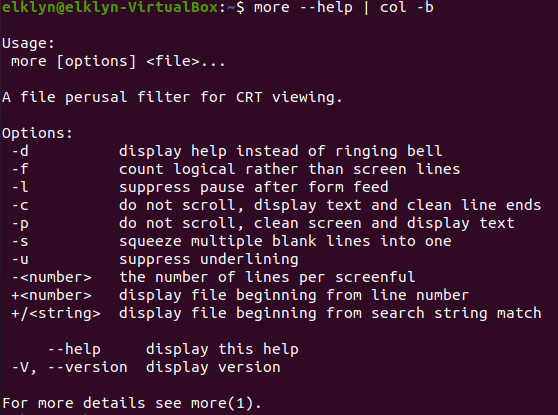 elklyn@elklyn-VirtualBox:~$ more --help | col -b

Usage:
 more [options] <file>...

A file perusal filter for CRT viewing.

Options:
 -d          display help instead of ringing bell
 -f          count logical rather than screen lines
 -l          suppress pause after form feed
 -c          do not scroll, display text and clean line ends
 -p          do not scroll, clean screen and display text
 -s          squeeze multiple blank lines into one
 -u          suppress underlining
 -<number>   the number of lines per screenful
 +<number>   display file beginning from line number
 +/<string>  display file beginning from search string match

     --help     display this help
 -V, --version  display version

For more details see more(1).